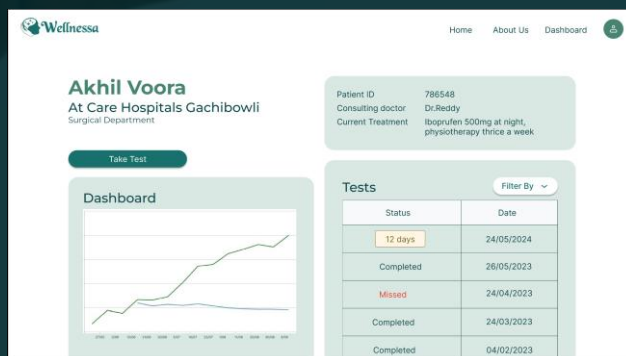 Wellnessa
Home About Us Dashboard
Akhil Voora
At Care Hospitals Gachibowli
Surgical Department
Take Test
Patient ID 786548
Consulting doctor Dr.Reddy
Current Treatment Iboprufen 500mg at night,
physiotherapy thrice a week
Dashboard
Tests
Filter By
Status Date
12 days 24/05/2024
Completed 26/05/2023
Missed 24/04/2023
Completed 24/03/2023
Completed 04/02/2023